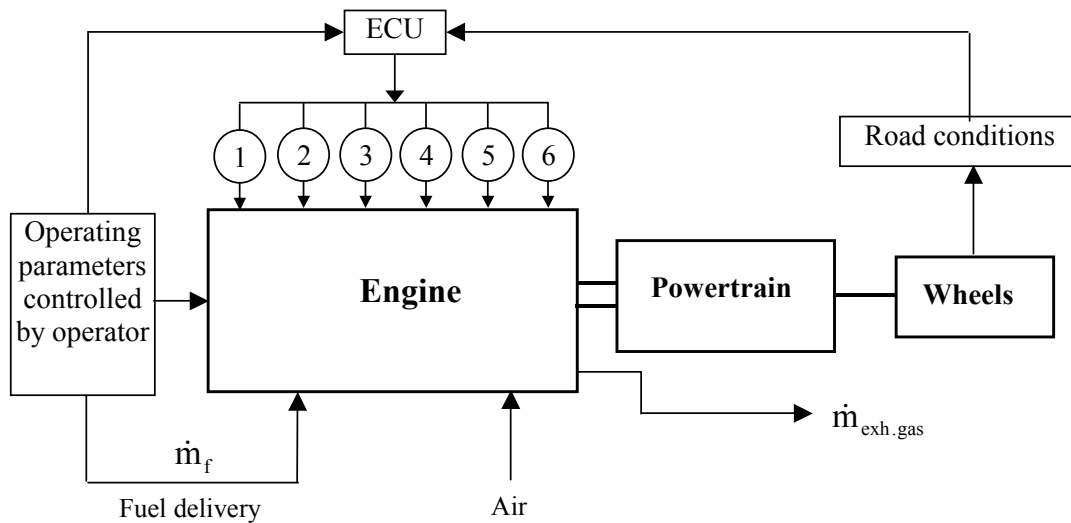 ECU
1 2 3 4 5 6
Road conditions
Operating
parameters
controlled
by operator
Engine
Powertrain
Wheels
ṁf
ṁexh.gas
Fuel delivery
Air